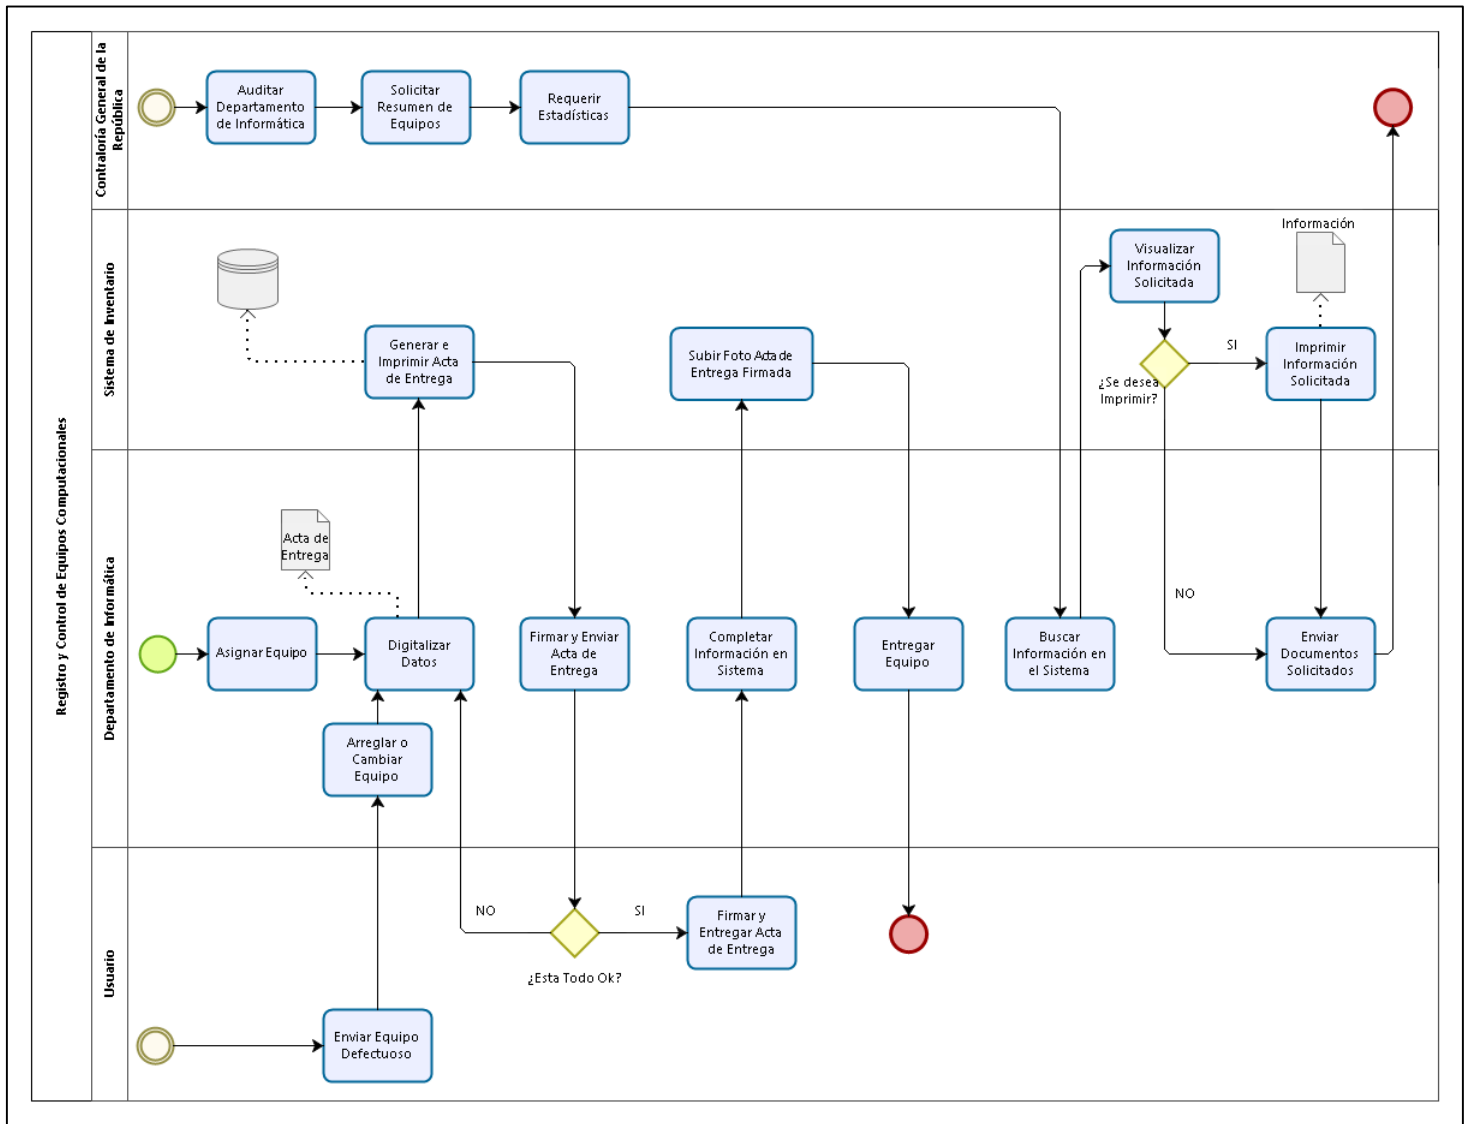 Registro y Control de Equipos Computacionales
Contraloría General de la
República
Auditar
Departamento
de Informática
Solicitar
Resumen de
Equipos
Requerir
Estadísticas
Sistema de Inventario
Generar e
Imprimir Acta
de Entrega
Subir Foto Acta de
Entrega Firmada
Visualizar
Información
Solicitada
¿Se desea
Imprimir?
SI
Información
Imprimir
Información
Solicitada
Departamento de Informática
Acta de
Entrega
Asignar Equipo
Digitalizar
Datos
Arreglar o
Cambiar
Equipo
Firmar y Enviar
Acta de
Entrega
Completar
Información en
Sistema
Entregar
Equipo
Buscar
Información en
el Sistema
NO
Enviar
Documentos
Solicitados
Usuario
NO
SI
¿Esta Todo Ok?
Firmar y
Entregar Acta
de Entrega
Enviar Equipo
Defectuoso